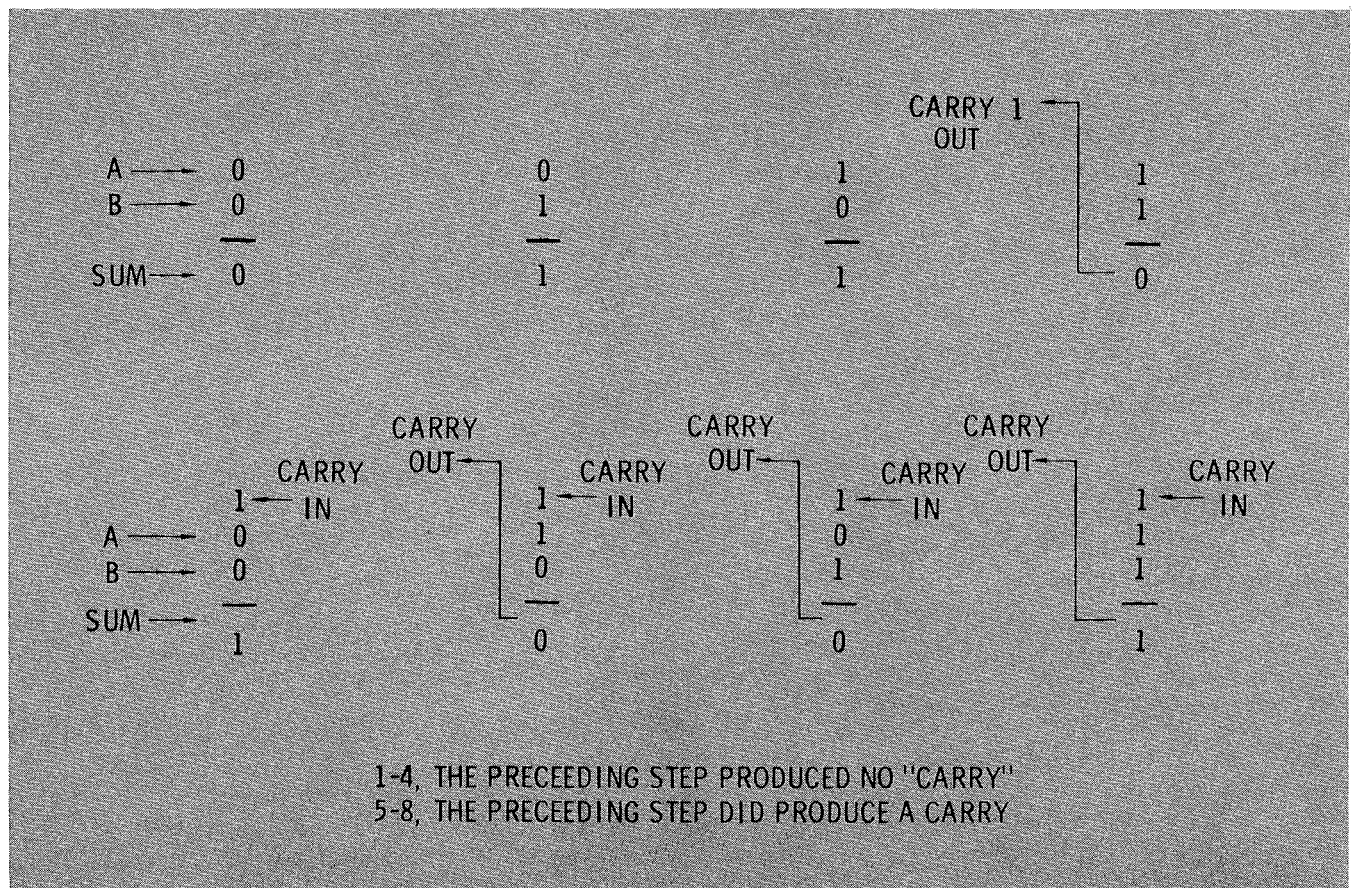 CARRY 1
OUT
A 0 0 1 1
B 0 1 0 1
SUM 0 1 1 0
CARRY CARRY CARRY
OUT OUT OUT
CARRY CARRY CARRY CARRY
IN IN IN IN
1 1 1 1
A 0 1 0 1
B 0 0 1 1
SUM
1 0 0 1
1-4, THE PRECEEDING STEP PRODUCED NO "CARRY"
5-8, THE PRECEEDING STEP DID PRODUCE A CARRY